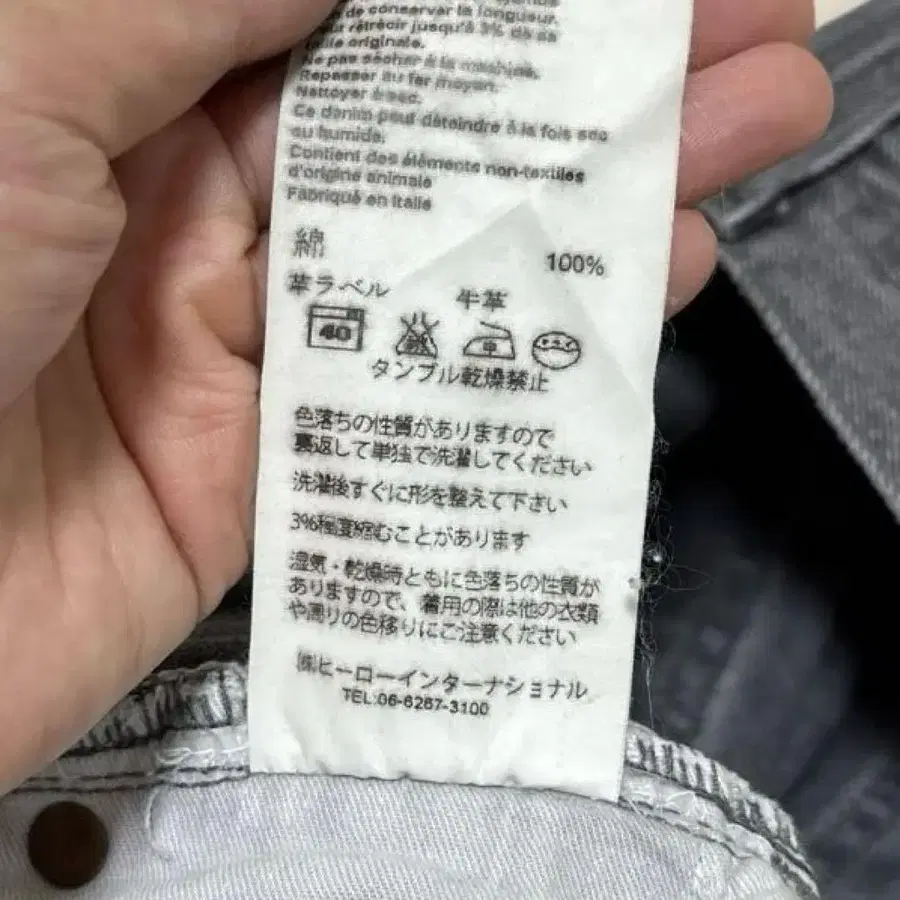 de conserver la longueur.
rétrécir jusqu'à 3% de sa
taille originale.
Ne pas sécher à la machine.
Repasser au fer moyen.
Nettoyer à sec.
Ce denim peut déteindre à la fois sec
ou humide.
Contient des éléments non-textiles
d'origine animale
Fabriqué en Italie
綿 100%
革ラベル 牛革
40 中 ドライ
タンブル乾燥禁止
色落ちの性質がありますので
裏返して単独で洗濯してください
洗濯後すぐに形を整えて下さい
3%程度縮むことがあります
湿気・乾燥時ともに色落ちの性質が
ありますので、着用の際は他の衣類
や周りの色移りにご注意ください
㈱ヒーローインターナショナル
TEL:06-6267-3100